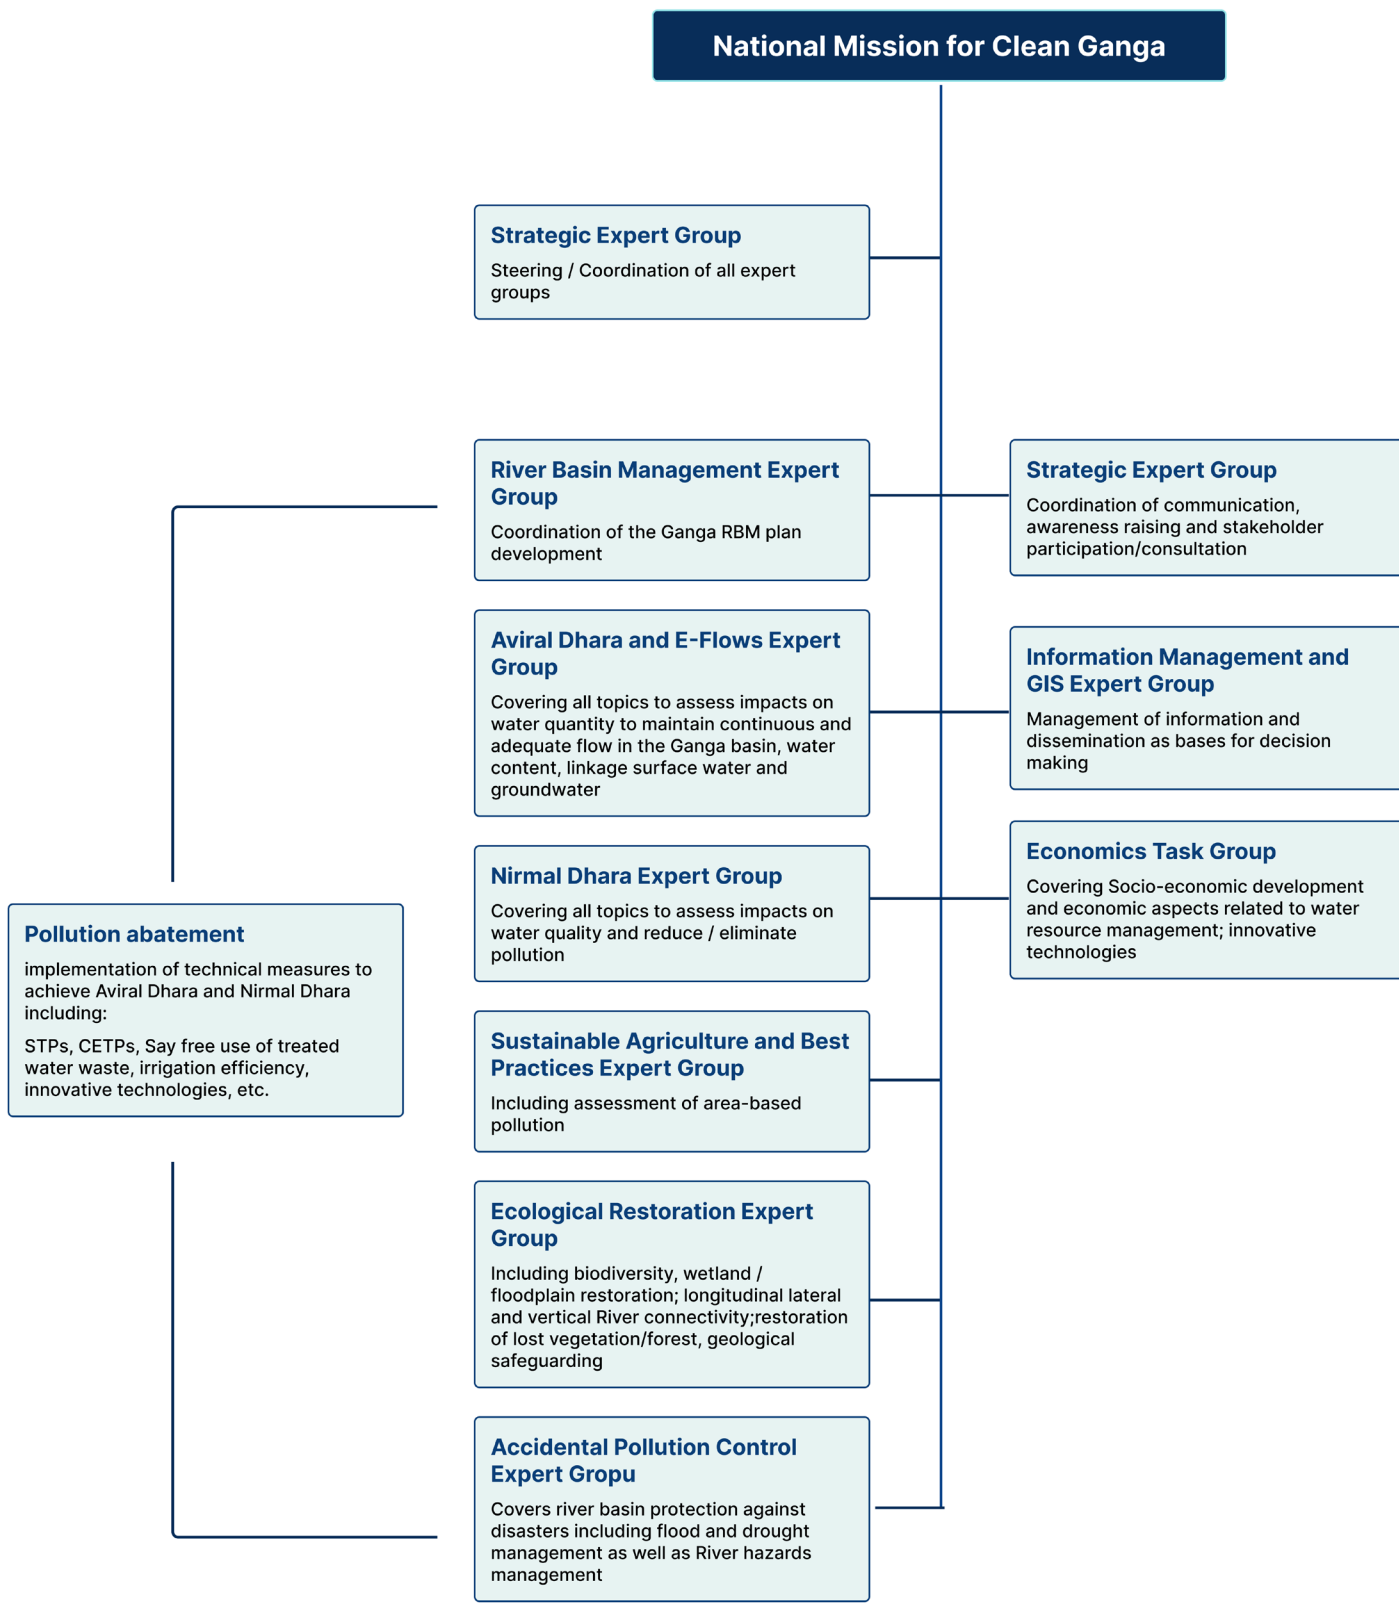 National Mission for Clean Ganga
Strategic Expert Group
Steering / Coordination of all expert
groups
River Basin Management Expert
Group
Coordination of the Ganga RBM plan
development
Strategic Expert Group
Coordination of communication,
awareness raising and stakeholder
participation/consultation
Aviral Dhara and E-Flows Expert
Group
Covering all topics to assess impacts on
water quantity to maintain continuous and
adequate flow in the Ganga basin, water
content, linkage surface water and
groundwater
Information Management and
GIS Expert Group
Management of information and
dissemination as bases for decision
making
Nirmal Dhara Expert Group
Covering all topics to assess impacts on
water quality and reduce / eliminate
pollution
Economics Task Group
Covering Socio-economic development
and economic aspects related to water
resource management; innovative
technologies
Pollution abatement
implementation of technical measures to
achieve Aviral Dhara and Nirmal Dhara
including:
STPs, CETPs, Say free use of treated
water waste, irrigation efficiency,
innovative technologies, etc.
Sustainable Agriculture and Best
Practices Expert Group
Including assessment of area-based
pollution
Ecological Restoration Expert
Group
Including biodiversity, wetland /
floodplain restoration; longitudinal lateral
and vertical River connectivity;restoration
of lost vegetation/forest, geological
safeguarding
Accidental Pollution Control
Expert Gropu
Covers river basin protection against
disasters including flood and drought
management as well as River hazards
management